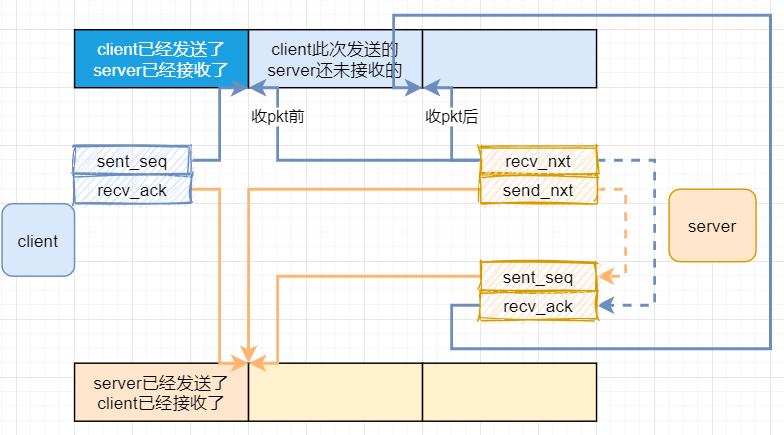 client已经发送了
server已经接收了
client此次发送的
server还未接收的
收pkt前
收pkt后
sent_seq
recv_ack
recv_nxt
send_nxt
client
server
sent_seq
recv_ack
server已经发送了
client已经接收了